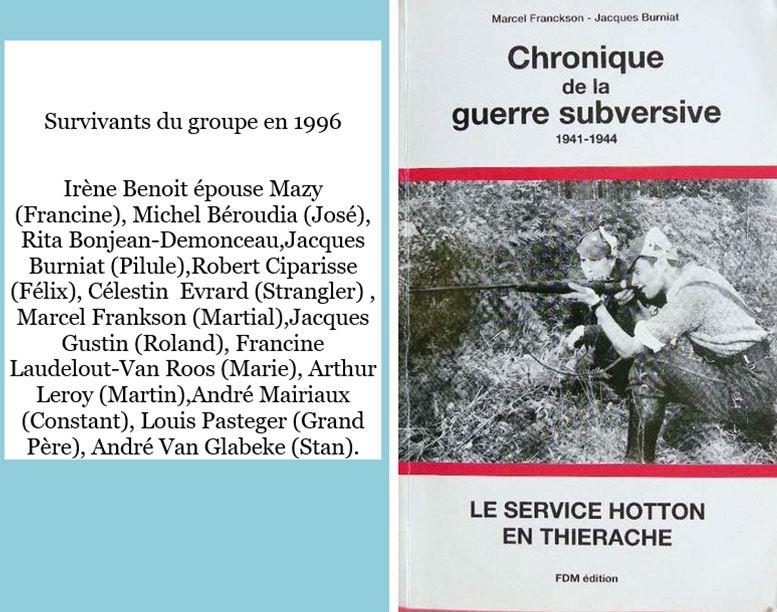 Survivants du groupe en 1996
Irène Benoit épouse Mazy
(Francine), Michel Béroudia (José),
Rita Bonjean-Demonceau,Jacques
Burniat (Pilule),Robert Ciparisse
(Félix), Célestin  Evrard (Strangler) ,
Marcel Frankson (Martial),Jacques
Gustin (Roland), Francine
Laudelout-Van Roos (Marie), Arthur
Leroy (Martin),André Mairiaux
(Constant), Louis Pasteger (Grand
Père), André Van Glabeke (Stan).
Marcel Franckson - Jacques Burniat
Chronique
de la
guerre subversive
1941-1944
LE SERVICE HOTTON
EN THIERACHE
FDM édition